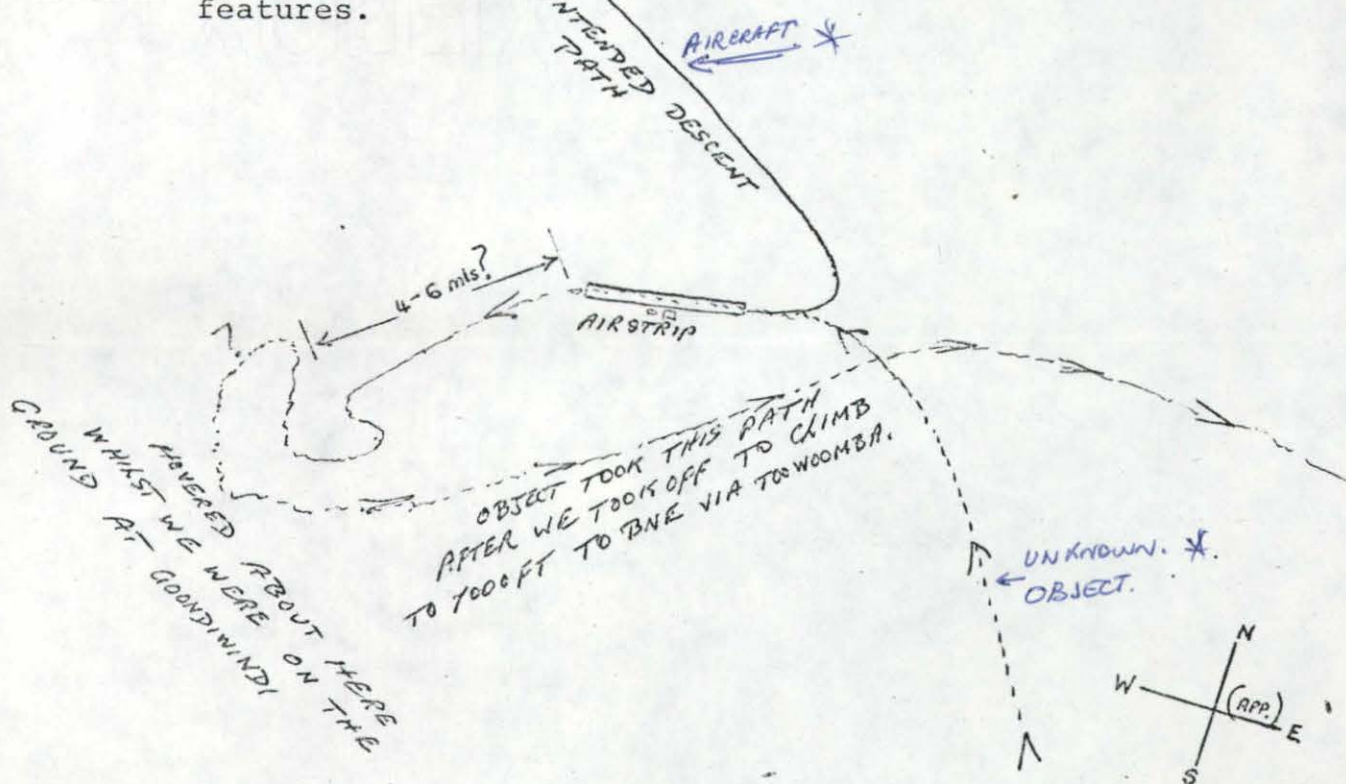 features.
NTENDED DESCENT
PATH
AIRCRAFT *
4-6 mls?
AIRSTRIP
OBJECT TOOK THIS PATH
AFTER WE TOOK OFF TO CLIMB
TO 7000FT TO BNE VIA TOOWOOMBA.
HOVERED ABOUT HERE
WHILST WE WERE ON THE
GROUND AT GOONDIWINDI
UNKNOWN. *.
OBJECT.
N
W
(APP.)
E
S